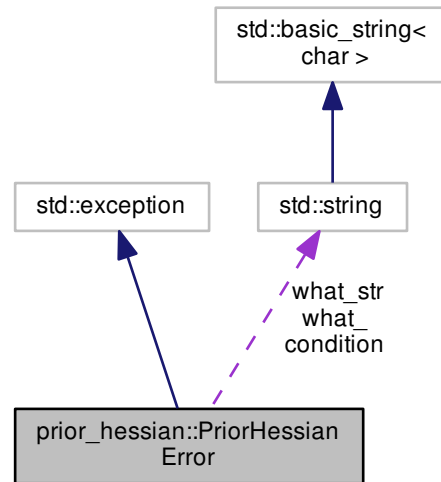 std::basic_string<
char >
std::exception
std::string
what_str
what_
condition
prior_hessian::PriorHessian
Error